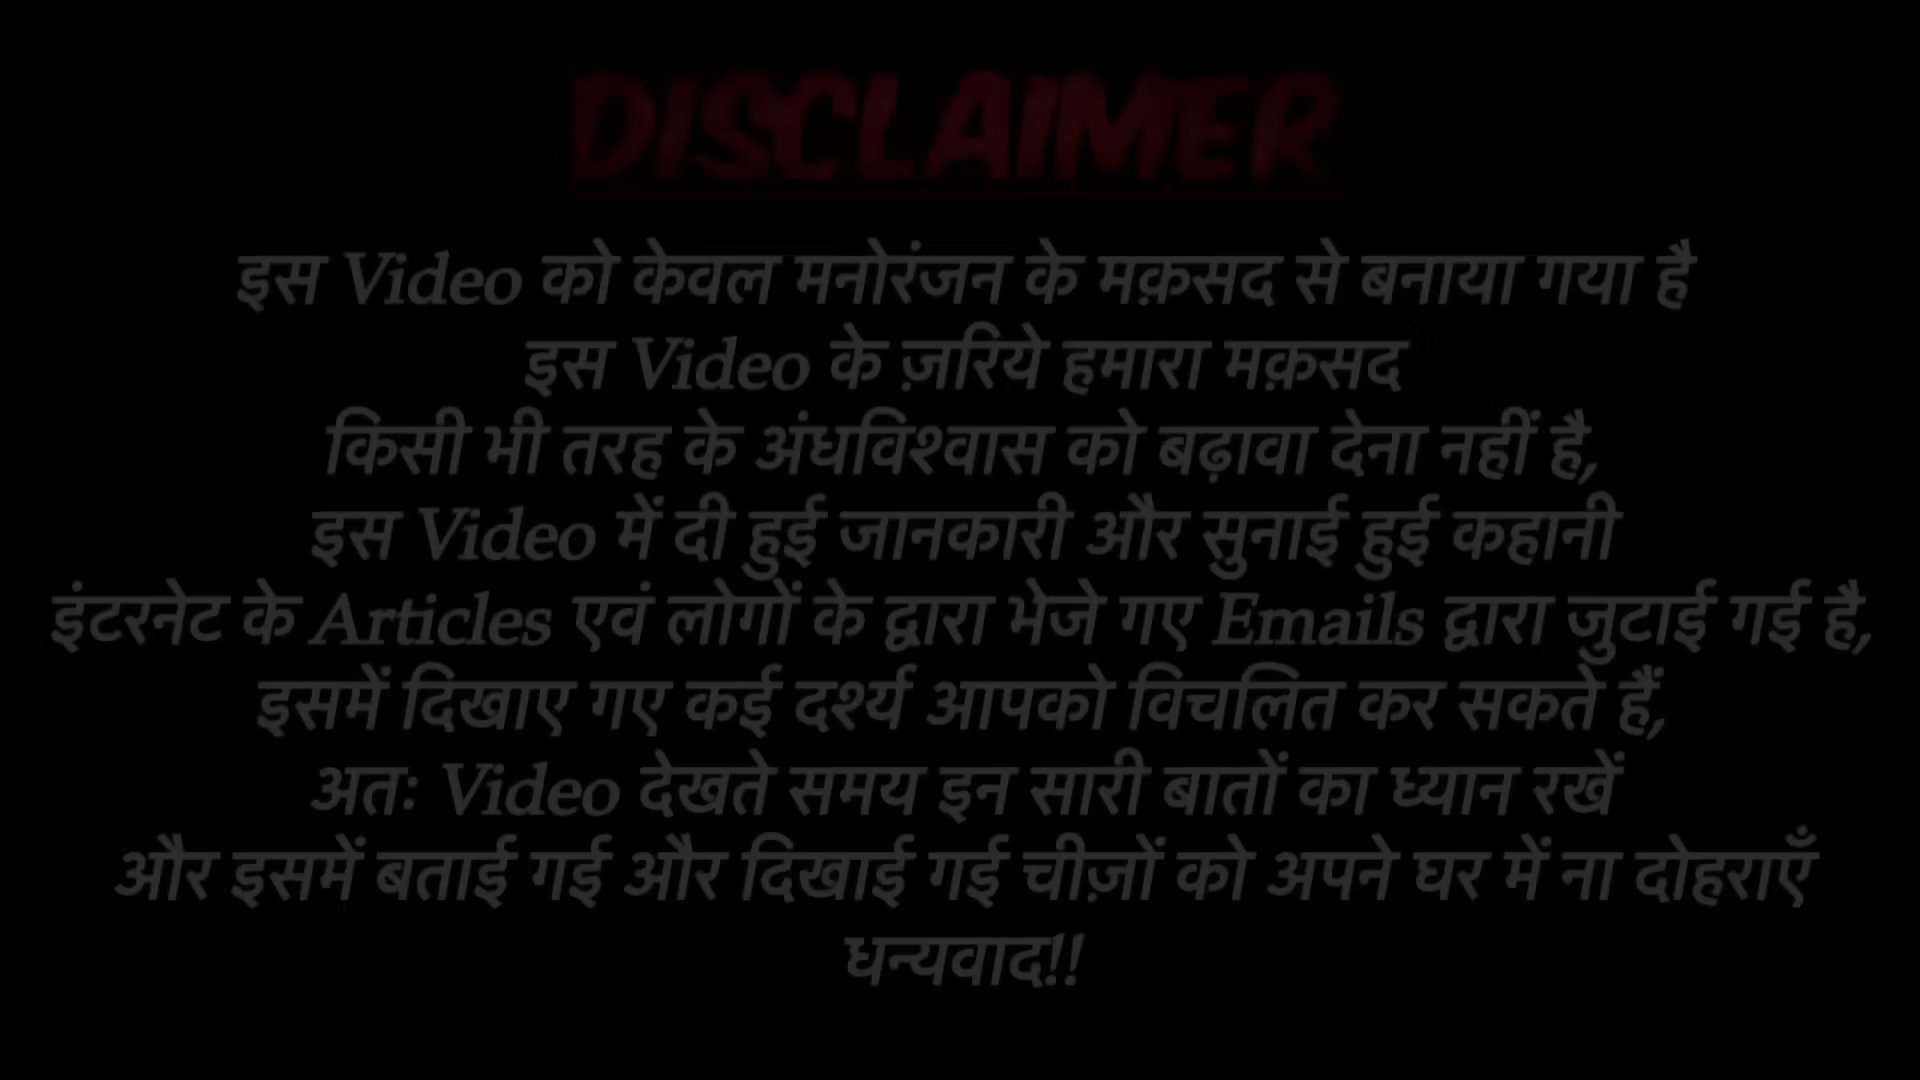 DISCLAIMER
इस Video को केवल मनोरंजन के मक़सद से बनाया गया है
इस Video के ज़रिये हमारा मक़सद
किसी भी तरह के अंधविश्वास को बढ़ावा देना नहीं है,
इस Video में दी हुई जानकारी और सुनाई हुई कहानी
इंटरनेट के Articles एवं लोगों के द्वारा भेजे गए Emails द्वारा जुटाई गई है,
इसमें दिखाए गए कई दर्श्य आपको विचलित कर सकते हैं,
अतः Video देखते समय इन सारी बातों का ध्यान रखें
और इसमें बताई गई और दिखाई गई चीज़ों को अपने घर में ना दोहराएँ
धन्यवाद!!